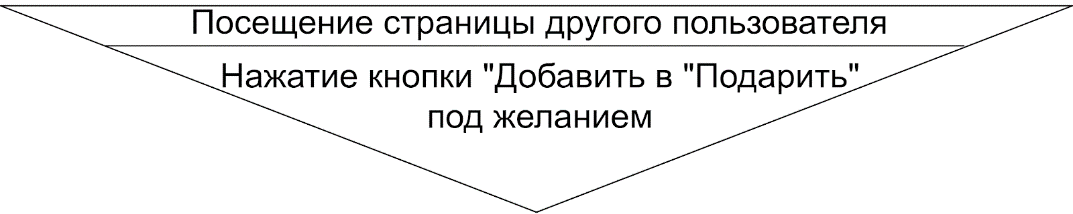 Посещение страницы другого пользователя
Нажатие кнопки "Добавить в "Подарить"
под желанием